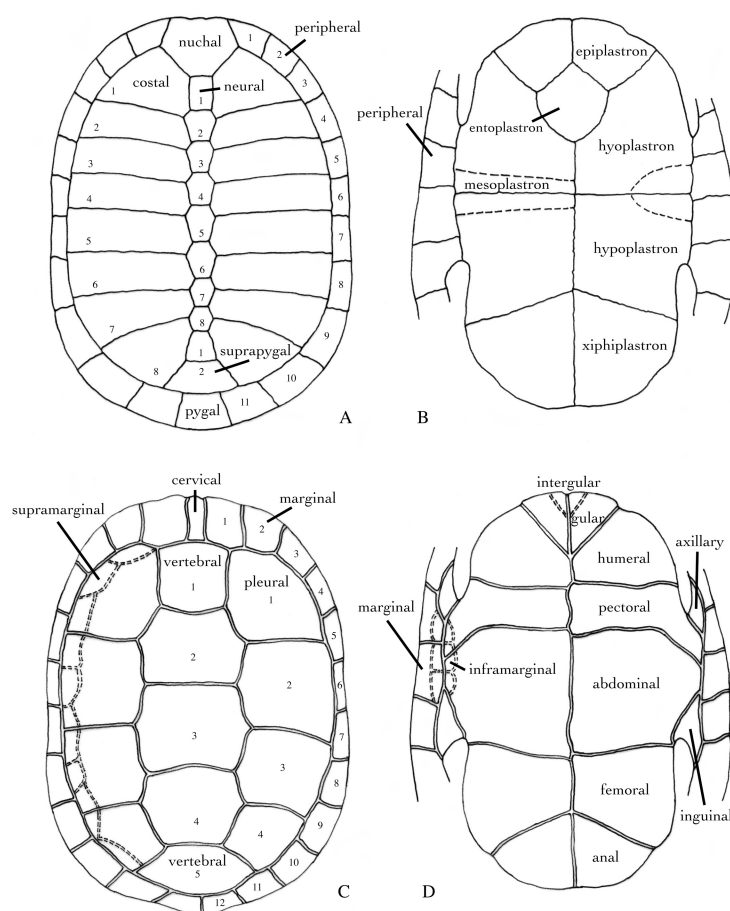 nuchal
1
2
peripheral
3
4
5
6
7
8
9
10
11
costal
neural
1
2
3
4
5
6
7
8
1
2
3
4
5
6
7
8
1
suprapygal
2
pygal
A
epiplastron
peripheral
entoplastron
hyoplastron
mesoplastron
hypoplastron
xiphiplastron
B
cervical
supramarginal
marginal
1
2
3
4
5
6
7
8
9
10
11
12
vertebral
1
2
3
4
vertebral
5
pleural
1
2
3
4
C
intergular
gular
humeral
axillary
pectoral
marginal
inframarginal
abdominal
femoral
inguinal
anal
D